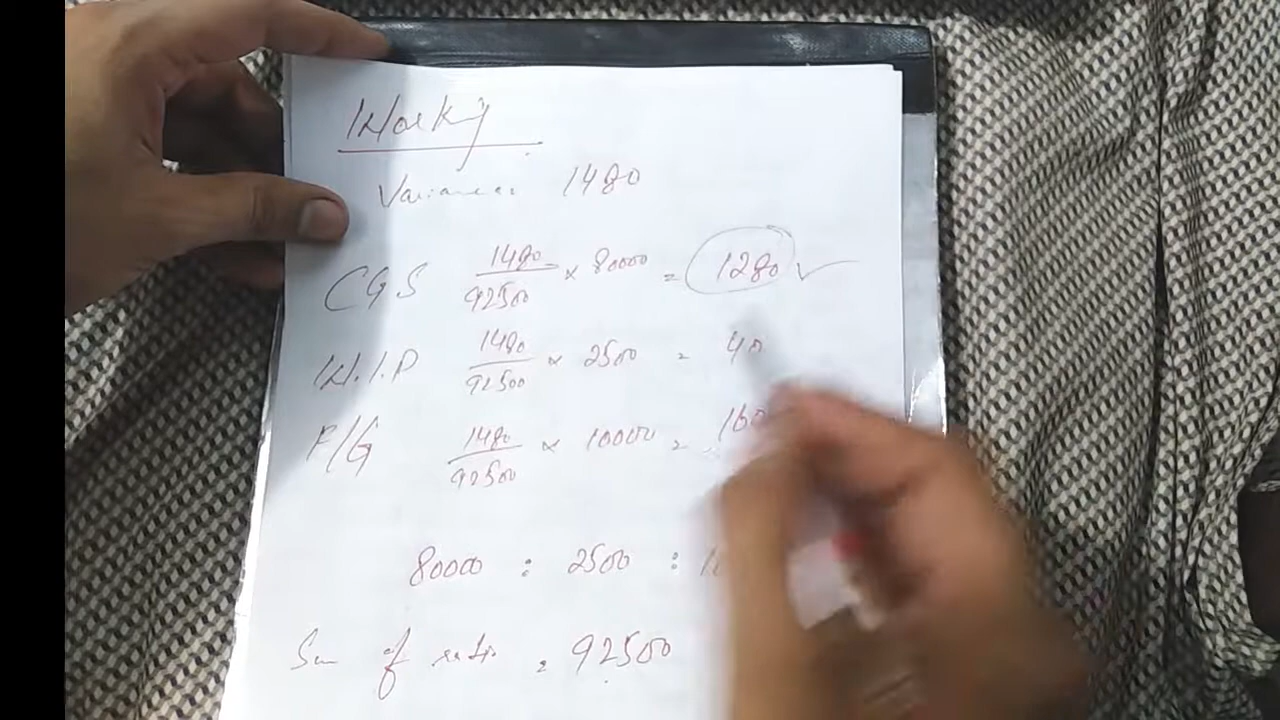 Working
Variance 1480
CGS 1480/92500 × 80000 = 1280 ✓
W.I.P 1480/92500 × 2500 = 40
F/G 1480/92500 × 10000 = 160
80000 : 2500 :
Sum of ratio = 92500